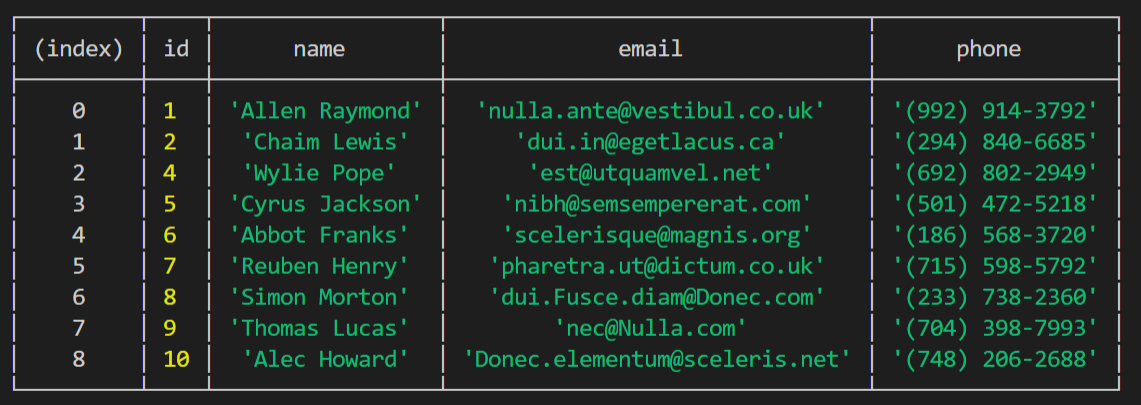 (index) id name email phone
0 1 'Allen Raymond' 'nulla.ante@vestibul.co.uk' '(992) 914-3792'
1 2 'Chaim Lewis' 'dui.in@egetlacus.ca' '(294) 840-6685'
2 4 'Wylie Pope' 'est@utquamvel.net' '(692) 802-2949'
3 5 'Cyrus Jackson' 'nibh@semsempererat.com' '(501) 472-5218'
4 6 'Abbot Franks' 'scelerisque@magnis.org' '(186) 568-3720'
5 7 'Reuben Henry' 'pharetra.ut@dictum.co.uk' '(715) 598-5792'
6 8 'Simon Morton' 'dui.Fusce.diam@Donec.com' '(233) 738-2360'
7 9 'Thomas Lucas' 'nec@Nulla.com' '(704) 398-7993'
8 10 'Alec Howard' 'Donec.elementum@sceleris.net' '(748) 206-2688'